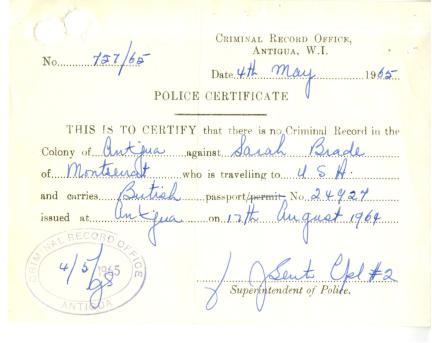 CRIMINAL RECORD OFFICE,
ANTIGUA, W.I.
No. 727/65
Date. 4th May 1965
POLICE CERTIFICATE
THIS IS TO CERTIFY that there is no Criminal Record in the
Colony of Antigua against Sarah Brade
of Montserrat who is travelling to U S A.
and carries British passport/permit No. 24927
issued at Antigua on 17th August 1964
CRIMINAL RECORD OFFICE
4/5/65
ANTIGUA
Cpl #2
Superintendent of Police.